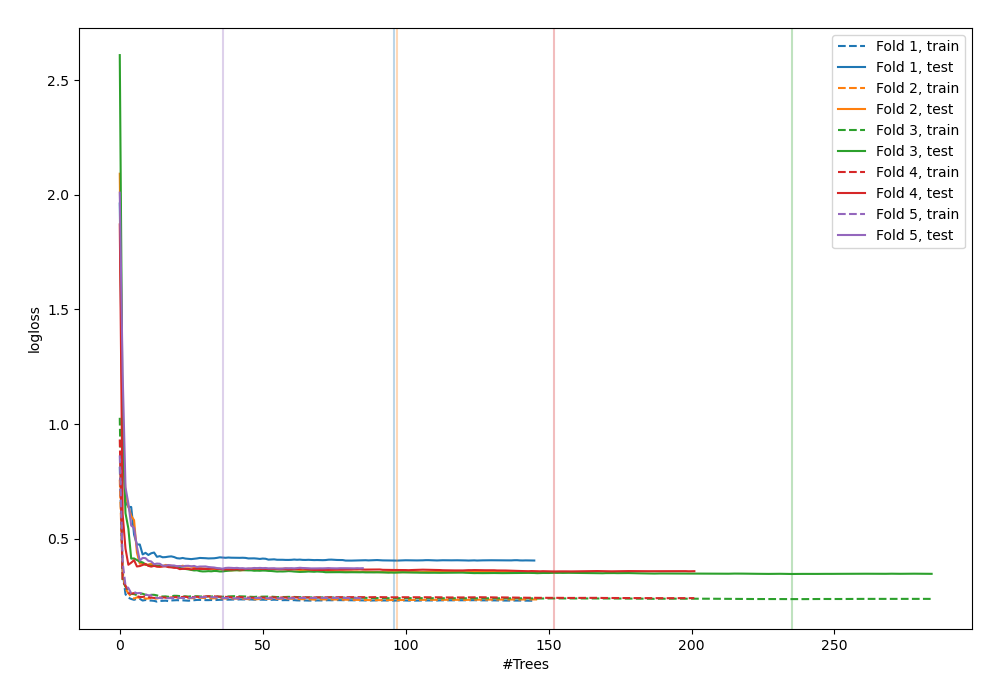 2.5
2.0
1.5
1.0
0.5
logloss
0
50
100
150
200
250
#Trees
Fold 1, train
Fold 1, test
Fold 2, train
Fold 2, test
Fold 3, train
Fold 3, test
Fold 4, train
Fold 4, test
Fold 5, train
Fold 5, test